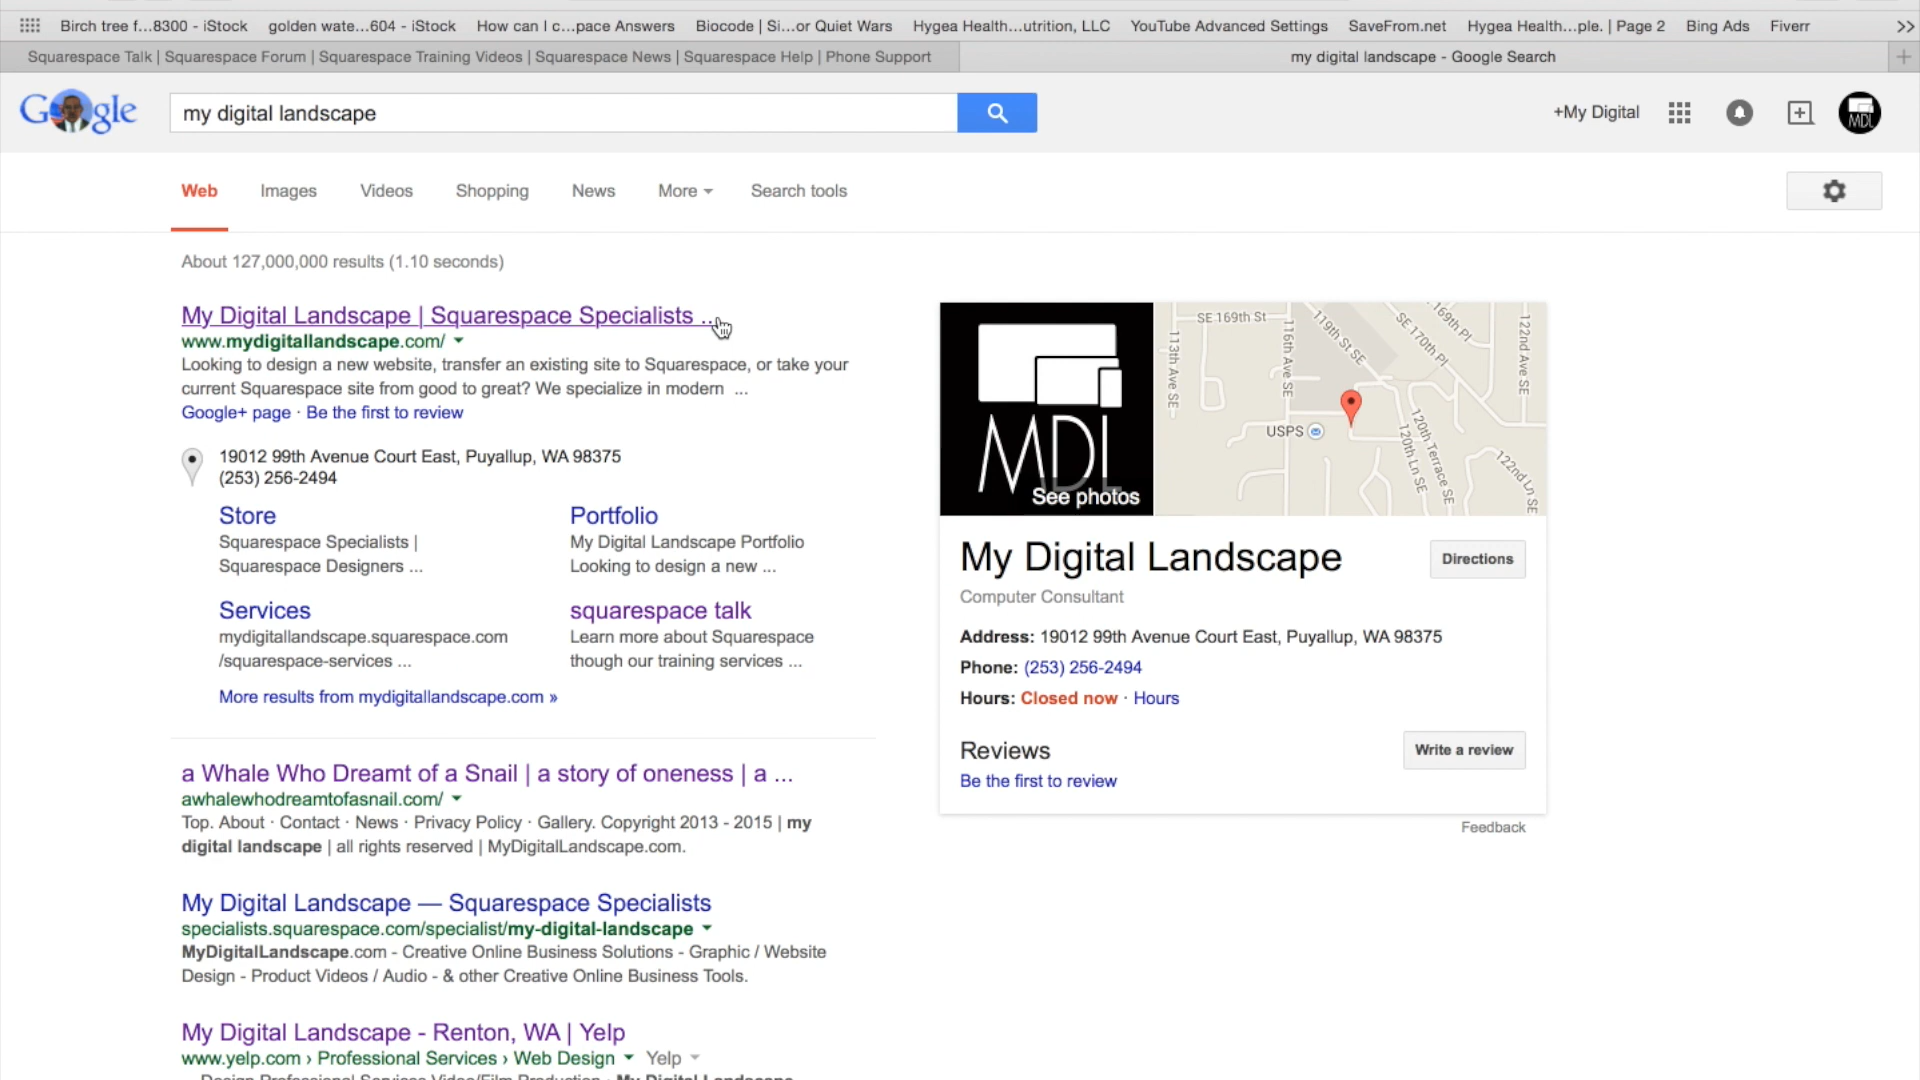 Birch tree f...8300 - iStock golden wate...604 - iStock How can I c...pace Answers Biocode | Si...or Quiet Wars Hygea Health...utrition, LLC YouTube Advanced Settings SaveFrom.net Hygea Health...ple. | Page 2 Bing Ads Fiverr >>
Squarespace Talk | Squarespace Forum | Squarespace Training Videos | Squarespace News | Squarespace Help | Phone Support my digital landscape - Google Search +
Google my digital landscape +My Digital MDL
Web Images Videos Shopping News More Search tools
About 127,000,000 results (1.10 seconds)
My Digital Landscape | Squarespace Specialists ...
www.mydigitallandscape.com/
Looking to design a new website, transfer an existing site to Squarespace, or take your
current Squarespace site from good to great? We specialize in modern ...
Google+ page · Be the first to review
19012 99th Avenue Court East, Puyallup, WA 98375
(253) 256-2494
Store
Squarespace Specialists |
Squarespace Designers ...
Portfolio
My Digital Landscape Portfolio
Looking to design a new ...
Services
mydigitallandscape.squarespace.com
/squarespace-services ...
squarespace talk
Learn more about Squarespace
though our training services ...
More results from mydigitallandscape.com »
a Whale Who Dreamt of a Snail | a story of oneness | a ...
awhalewhodreamtofasnail.com/
Top. About · Contact · News · Privacy Policy · Gallery. Copyright 2013 - 2015 | my
digital landscape | all rights reserved | MyDigitalLandscape.com.
My Digital Landscape — Squarespace Specialists
specialists.squarespace.com/specialist/my-digital-landscape
MyDigitalLandscape.com - Creative Online Business Solutions - Graphic / Website
Design - Product Videos / Audio - & other Creative Online Business Tools.
My Digital Landscape - Renton, WA | Yelp
www.yelp.com › Professional Services › Web Design Yelp
Design Professional Services Video/Film Production · My Digital Landscape
MDL
See photos
SE 169th St
113th Ave SE
116th Ave SE
119th St SE
169th Pl
SE 170th Pl
122nd Ave SE
USPS
120th Terrace SE
120th Ln SE
122nd Ln SE
My Digital Landscape
Directions
Computer Consultant
Address: 19012 99th Avenue Court East, Puyallup, WA 98375
Phone: (253) 256-2494
Hours: Closed now · Hours
Reviews
Write a review
Be the first to review
Feedback